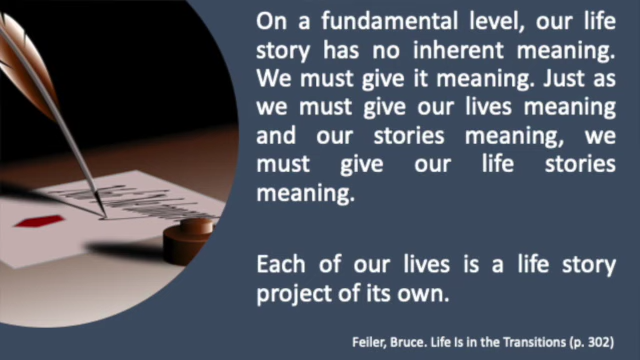 On a fundamental level, our life
story has no inherent meaning.
We must give it meaning. Just as
we must give our lives meaning
and our stories meaning, we
must give our life stories
meaning.
Each of our lives is a life story
project of its own.
Feiler, Bruce. Life Is in the Transitions (p. 302)